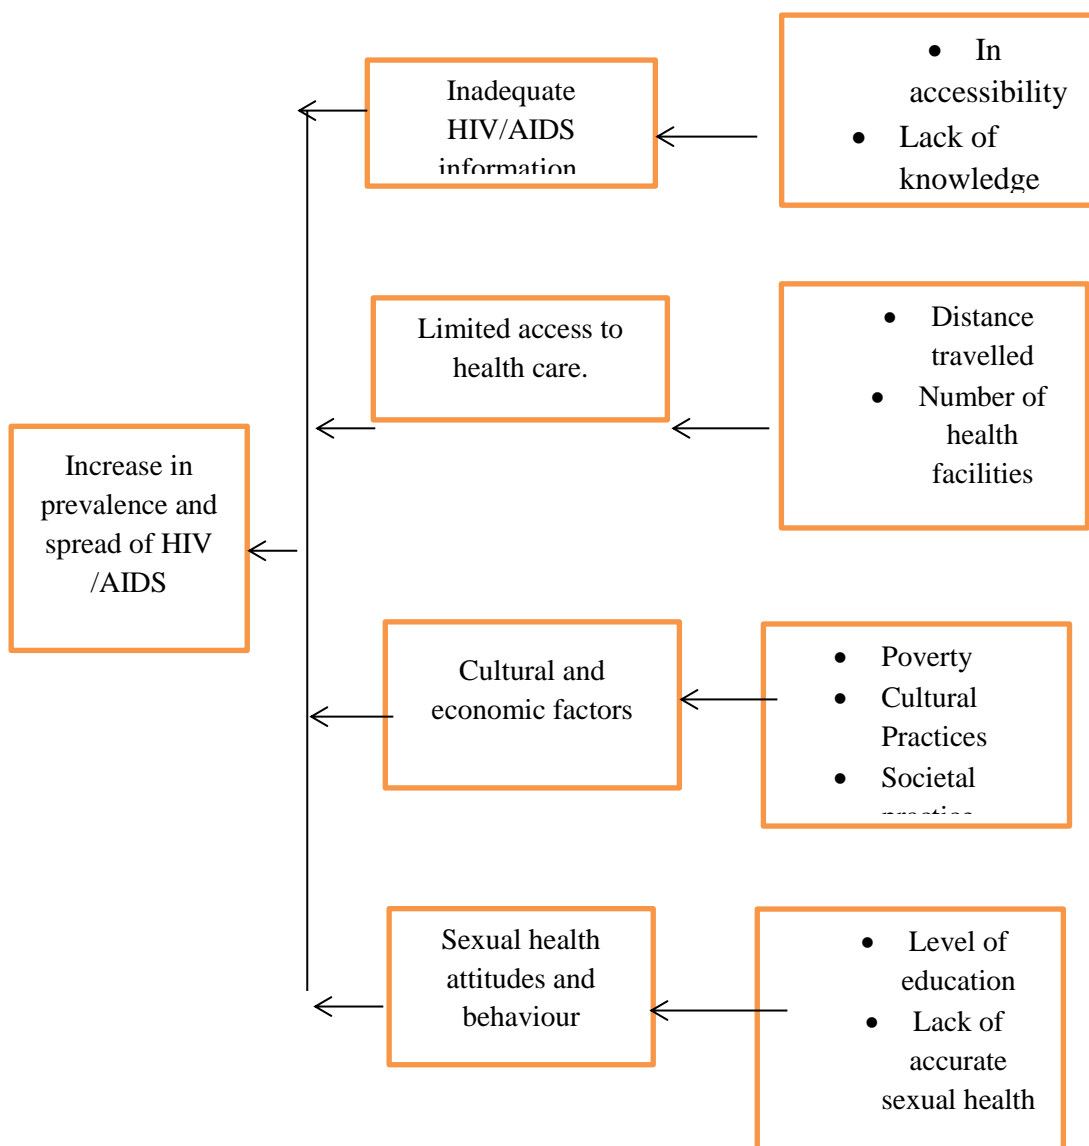 Inadequate
HIV/AIDS
information
• In
accessibility
• Lack of
knowledge
Limited access to
health care.
• Distance
travelled
• Number of
health
facilities
Increase in
prevalence and
spread of HIV
/AIDS
Cultural and
economic factors
• Poverty
• Cultural
Practices
• Societal
practice
Sexual health
attitudes and
behaviour
• Level of
education
• Lack of
accurate
sexual health